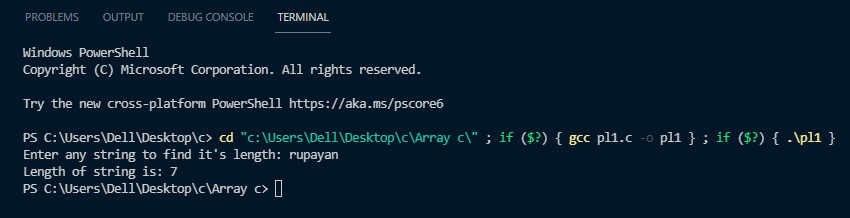 PROBLEMS OUTPUT DEBUG CONSOLE TERMINAL
Windows PowerShell
Copyright (C) Microsoft Corporation. All rights reserved.
Try the new cross-platform PowerShell https://aka.ms/pscore6
PS C:\Users\Dell\Desktop\c> cd "c:\Users\Dell\Desktop\c\Array c\" ; if ($?) { gcc pl1.c -o pl1 } ; if ($?) { .\pl1 }
Enter any string to find it's length: rupayan
Length of string is: 7
PS C:\Users\Dell\Desktop\c\Array c>